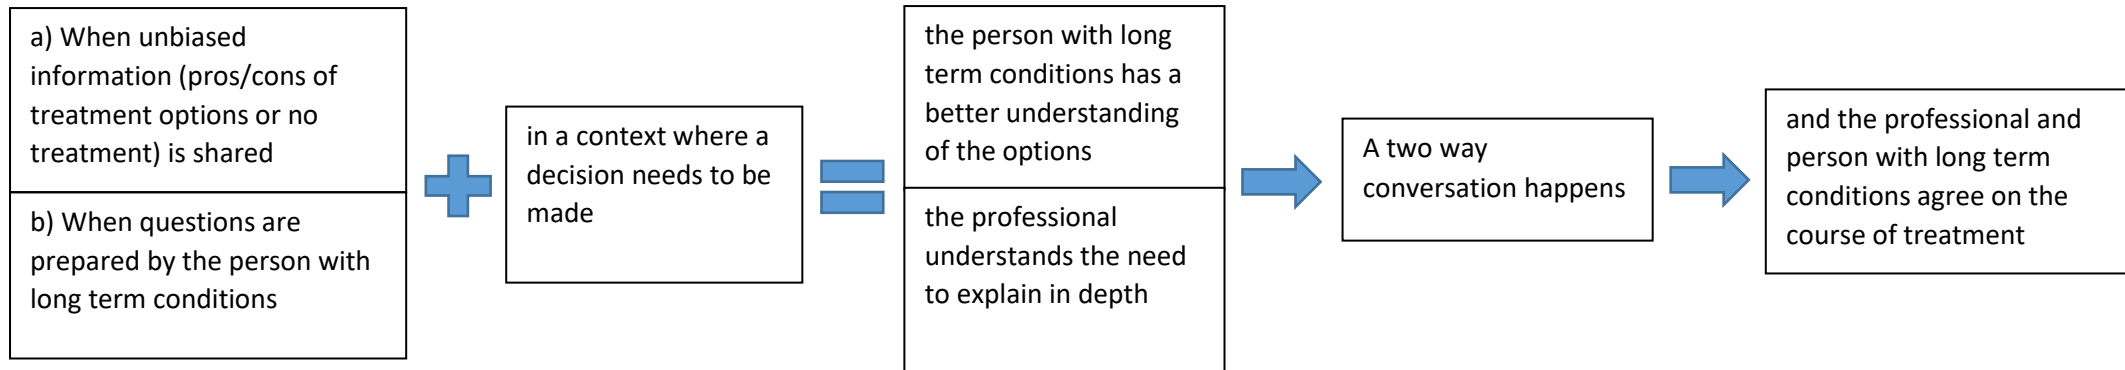 a) When unbiased
information (pros/cons of
treatment options or no
treatment) is shared
b) When questions are
prepared by the person with
long term conditions
in a context where a
decision needs to be
made
the person with long
term conditions has a
better understanding
of the options
the professional
understands the need
to explain in depth
A two way
conversation happens
and the professional and
person with long term
conditions agree on the
course of treatment